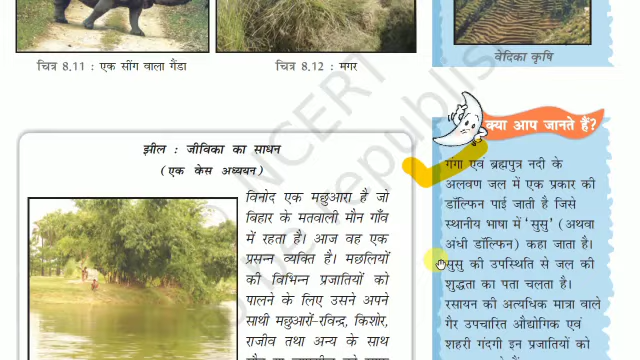 चित्र 8.11 : एक सींग वाला गैंडा
चित्र 8.12 : मगर
वेदिका कृषि
झील : जीविका का साधन
(एक केस अध्ययन)
विनोद एक मछुआरा है जो
बिहार के मतवाली मौन गाँव
में रहता है। आज वह एक
प्रसन्न व्यक्ति है। मछलियों
की विभिन्न प्रजातियों को
पालने के लिए उसने अपने
साथी मछुआरों-रविन्द्र, किशोर,
राजीव तथा अन्य के साथ
क्या आप जानते हैं?
गंगा एवं ब्रह्मपुत्र नदी के
अलवण जल में एक प्रकार की
डॉल्फिन पाई जाती है जिसे
स्थानीय भाषा में 'सुसु' (अथवा
अंधी डॉल्फिन) कहा जाता है।
सुसु की उपस्थिति से जल की
शुद्धता का पता चलता है।
रसायन की अत्यधिक मात्रा वाले
गैर उपचारित औद्योगिक एवं
शहरी गंदगी इन प्रजातियों को